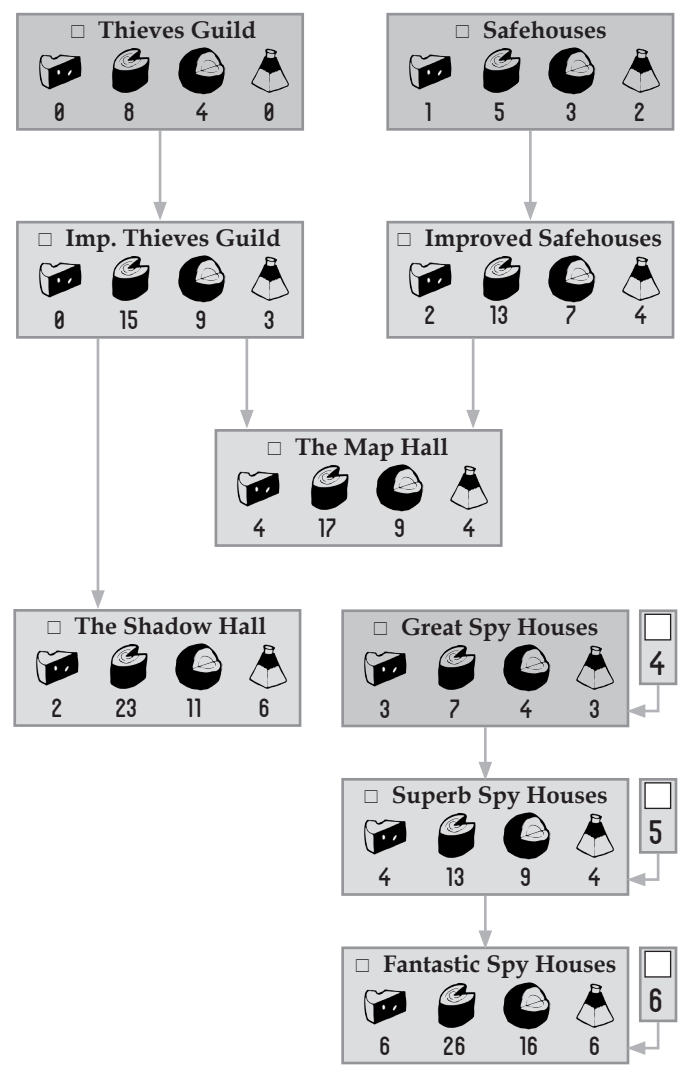 □ Thieves Guild
0 8 4 0
□ Safehouses
1 5 3 2
□ Imp. Thieves Guild
0 15 9 3
□ Improved Safehouses
2 13 7 4
□ The Map Hall
4 17 9 4
□ The Shadow Hall
2 23 11 6
□ Great Spy Houses
3 7 4 3
4
□ Superb Spy Houses
4 13 9 4
5
□ Fantastic Spy Houses
6 26 16 6
6